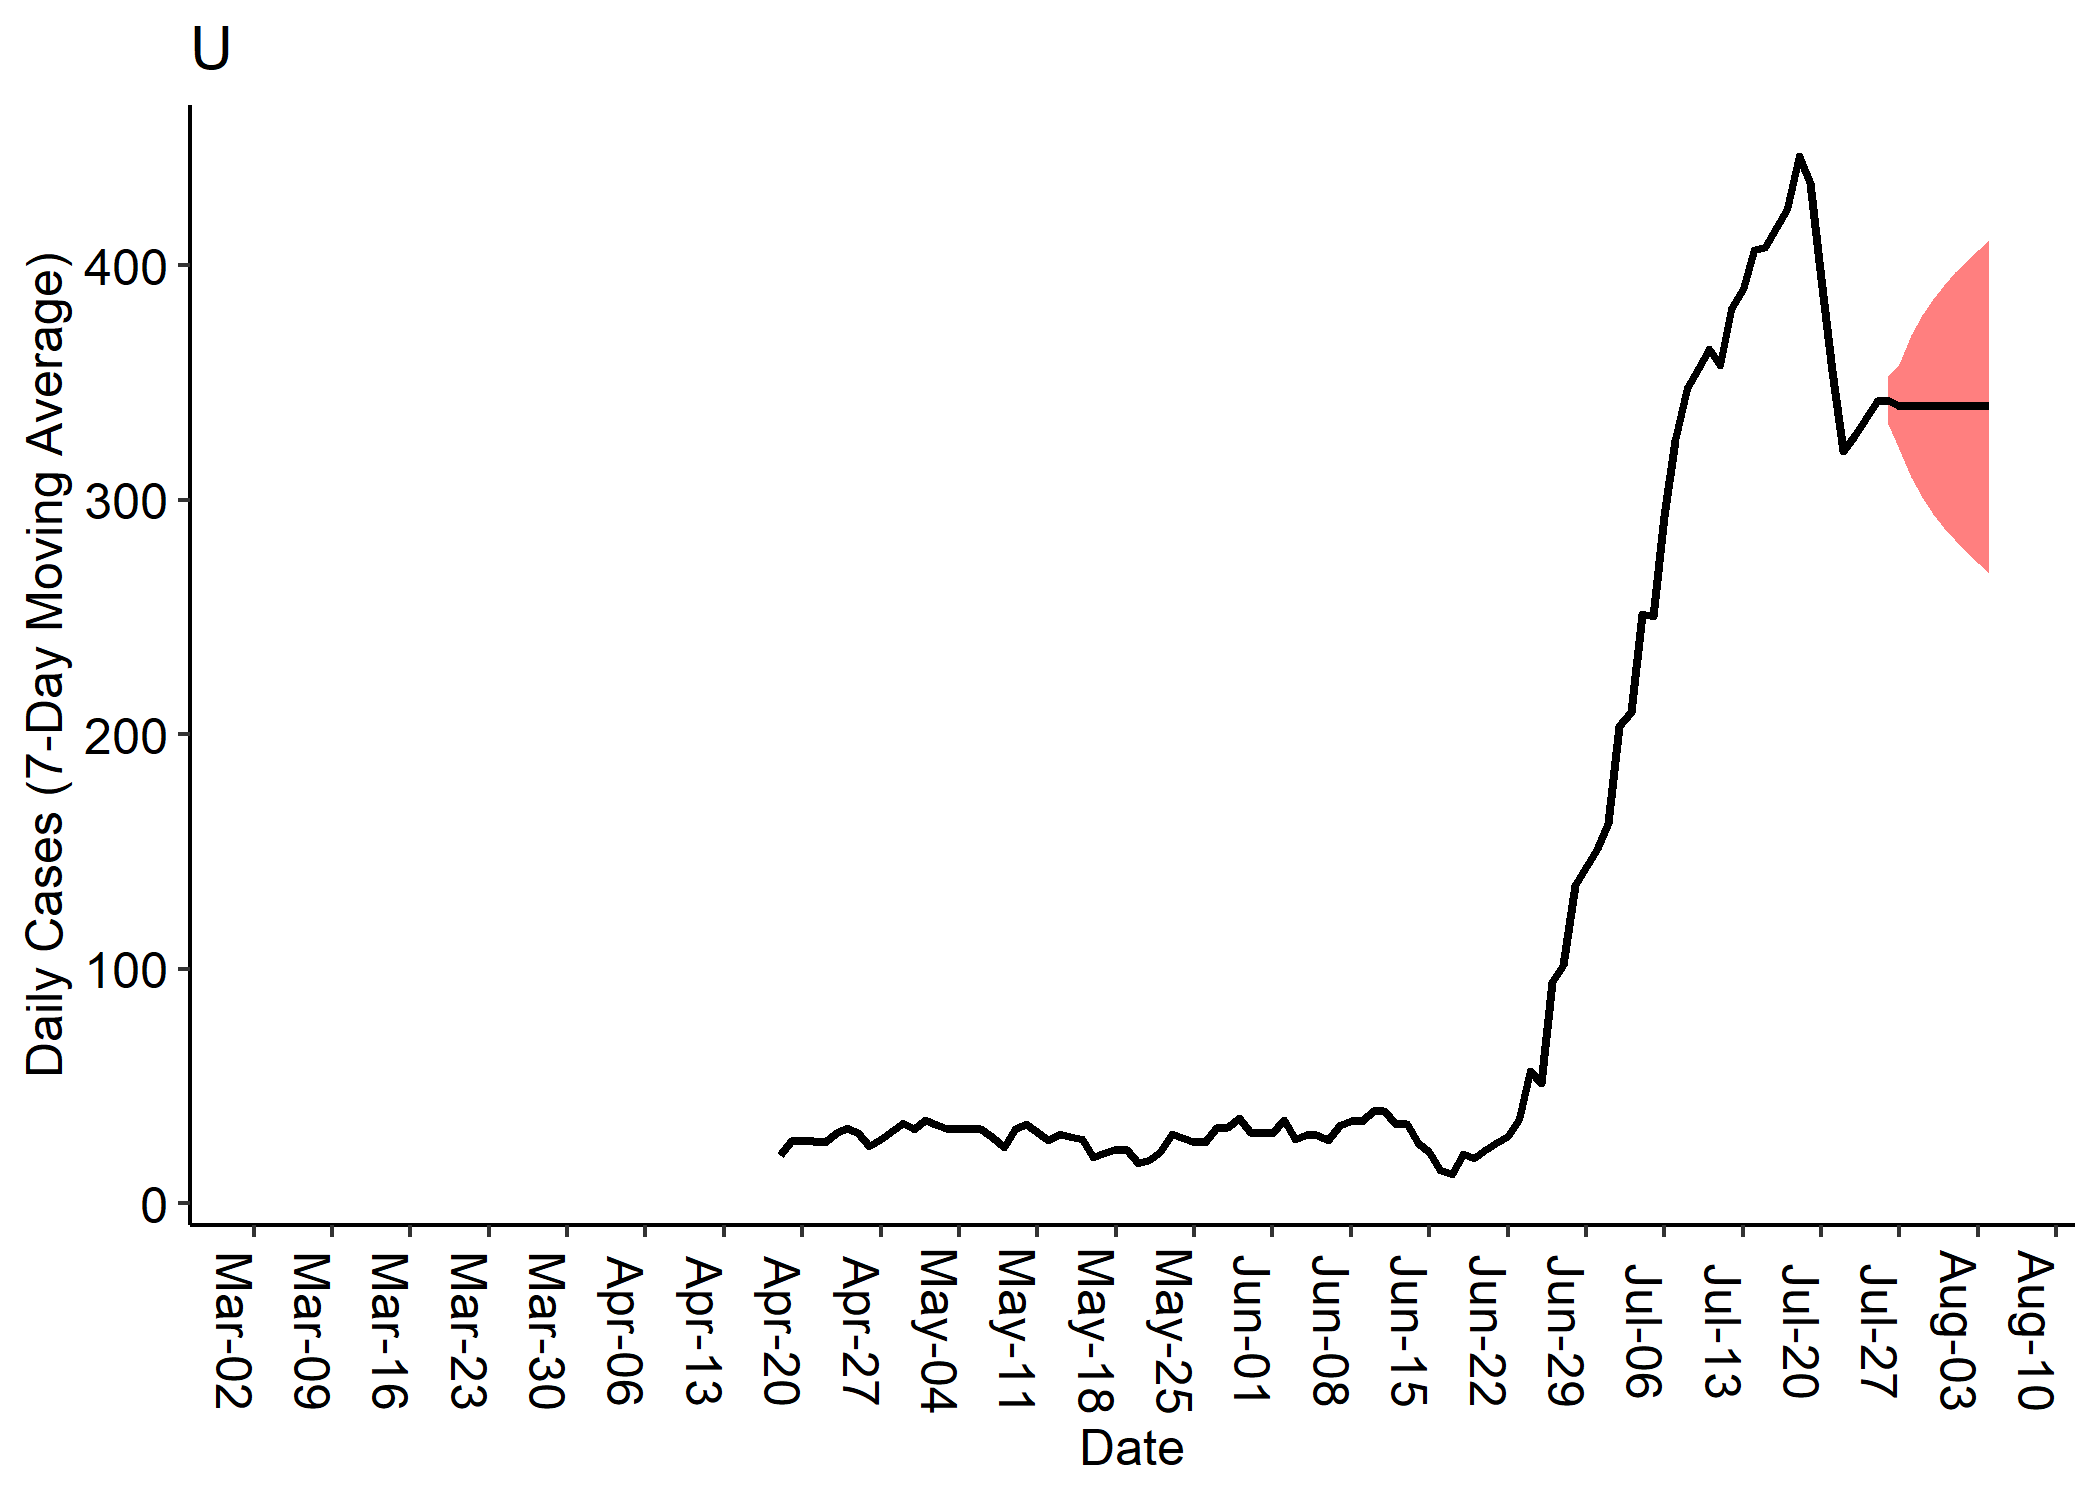 U
Daily Cases (7-Day Moving Average)
400
300
200
100
0
Mar-02
Mar-09
Mar-16
Mar-23
Mar-30
Apr-06
Apr-13
Apr-20
Apr-27
May-04
May-11
May-18
May-25
Jun-01
Jun-08
Jun-15
Jun-22
Jun-29
Jul-06
Jul-13
Jul-20
Jul-27
Aug-03
Aug-10
Date